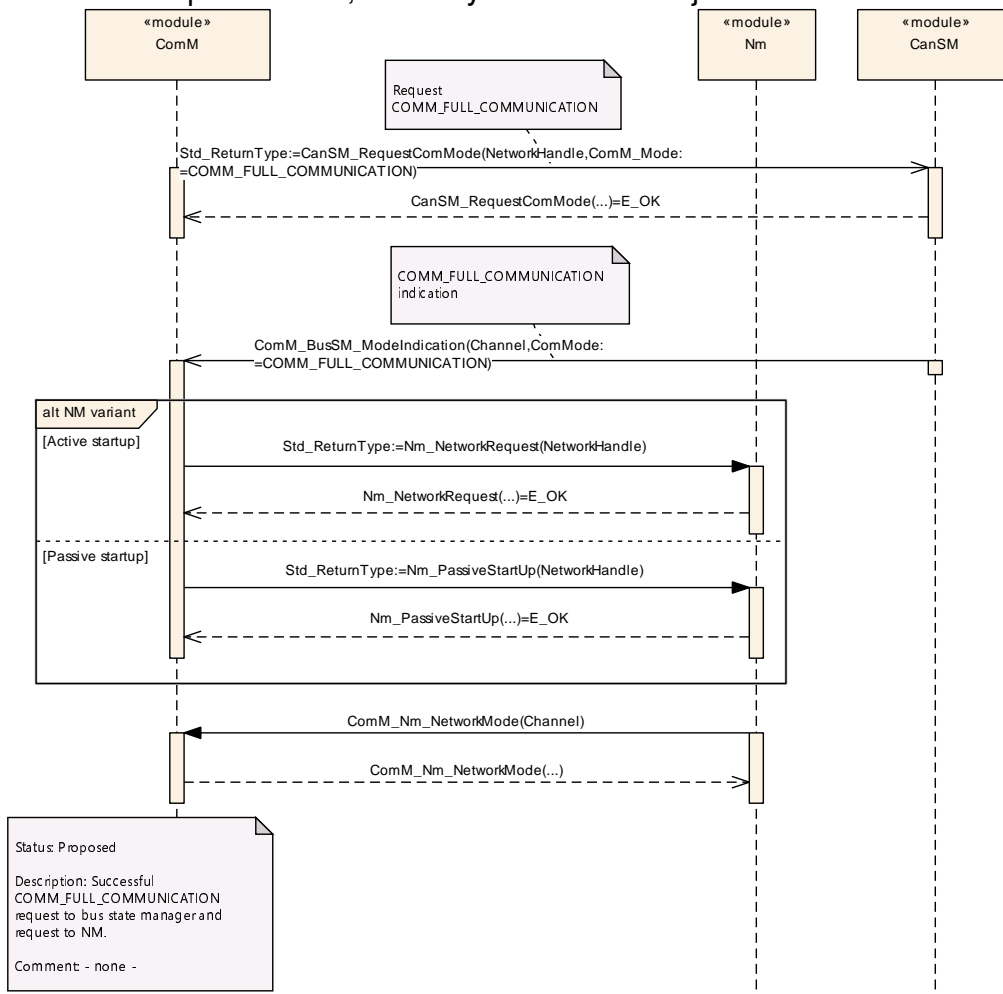 «module»
ComM
«module»
Nm
«module»
CanSM
Request
COMM_FULL_COMMUNICATION
Std_ReturnType:=CanSM_RequestComMode(NetworkHandle,ComM_Mode:
=COMM_FULL_COMMUNICATION)
CanSM_RequestComMode(...)=E_OK
COMM_FULL_COMMUNICATION
indication
ComM_BusSM_ModeIndication(Channel,ComMode:
=COMM_FULL_COMMUNICATION)
alt NM variant
[Active startup]
Std_ReturnType:=Nm_NetworkRequest(NetworkHandle)
Nm_NetworkRequest(...)=E_OK
[Passive startup]
Std_ReturnType:=Nm_PassiveStartUp(NetworkHandle)
Nm_PassiveStartUp(...)=E_OK
ComM_Nm_NetworkMode(Channel)
ComM_Nm_NetworkMode(...)
Status: Proposed
Description: Successful
COMM_FULL_COMMUNICATION
request to bus state manager and
request to NM.
Comment: - none -